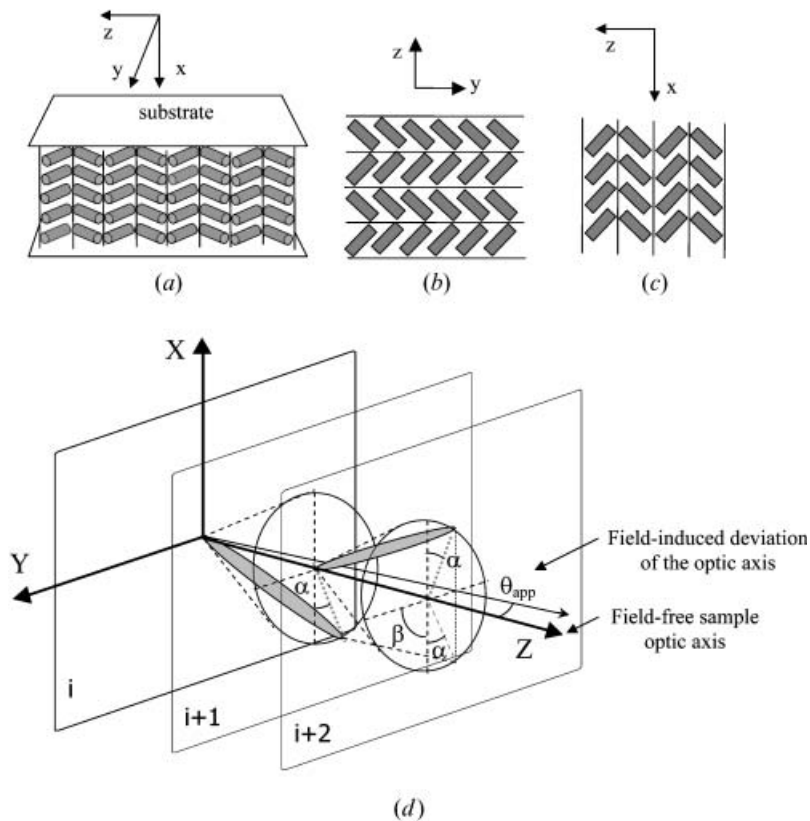 z
y
x
substrate
(a)
z
y
(b)
z
x
(c)
X
Y
Z
α
β
α
α
θapp
Field-induced deviation
of the optic axis
Field-free sample
optic axis
i
i+1
i+2
(d)